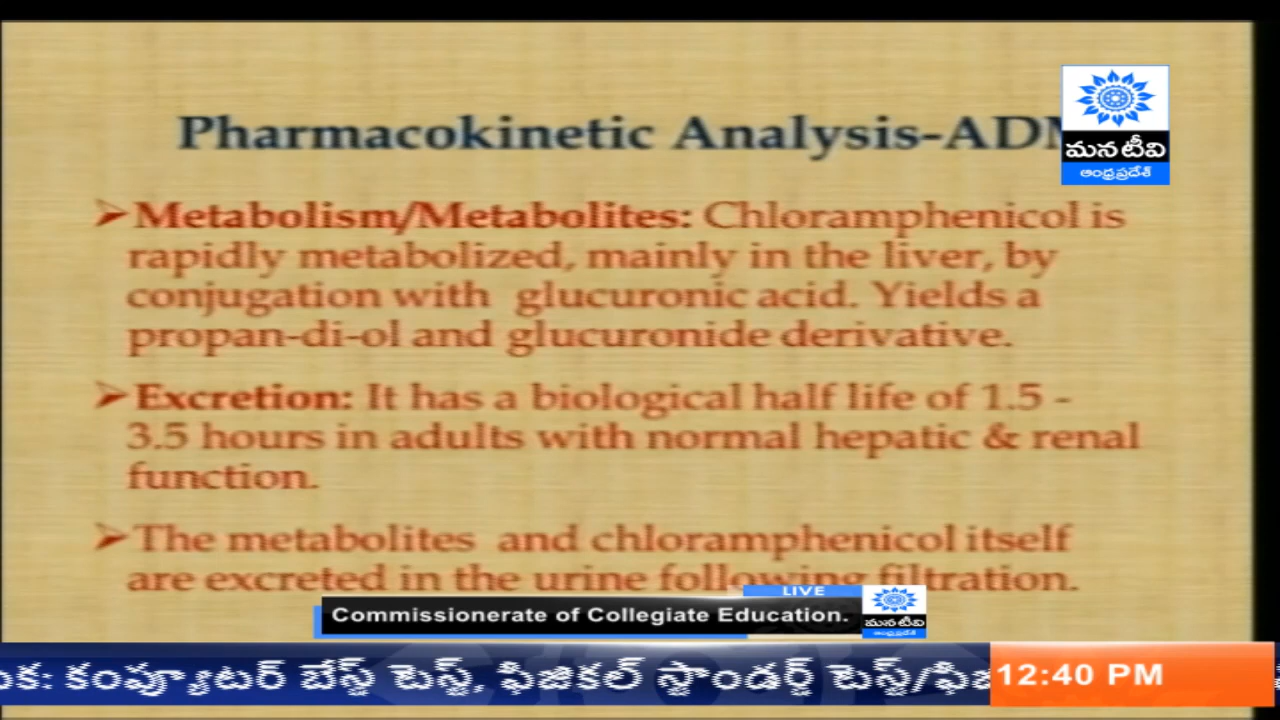 Pharmacokinetic Analysis-ADM
మన టీవి
ఆంధ్రప్రదేశ్
➢Metabolism/Metabolites: Chloramphenicol is
rapidly metabolized, mainly in the liver, by
conjugation with glucuronic acid. Yields a
propan-di-ol and glucuronide derivative.
➢Excretion: It has a biological half life of 1.5 -
3.5 hours in adults with normal hepatic & renal
function.
➢The metabolites and chloramphenicol itself
are excreted in the urine following filtration.
LIVE
Commissionerate of Collegiate Education.
మన టీవి
ఆంధ్రప్రదేశ్
కంప్యూటర్ బేస్డ్ టెస్ట్, ఫిజికల్ స్టాండర్డ్ టెస్ట్/
12:40 PM